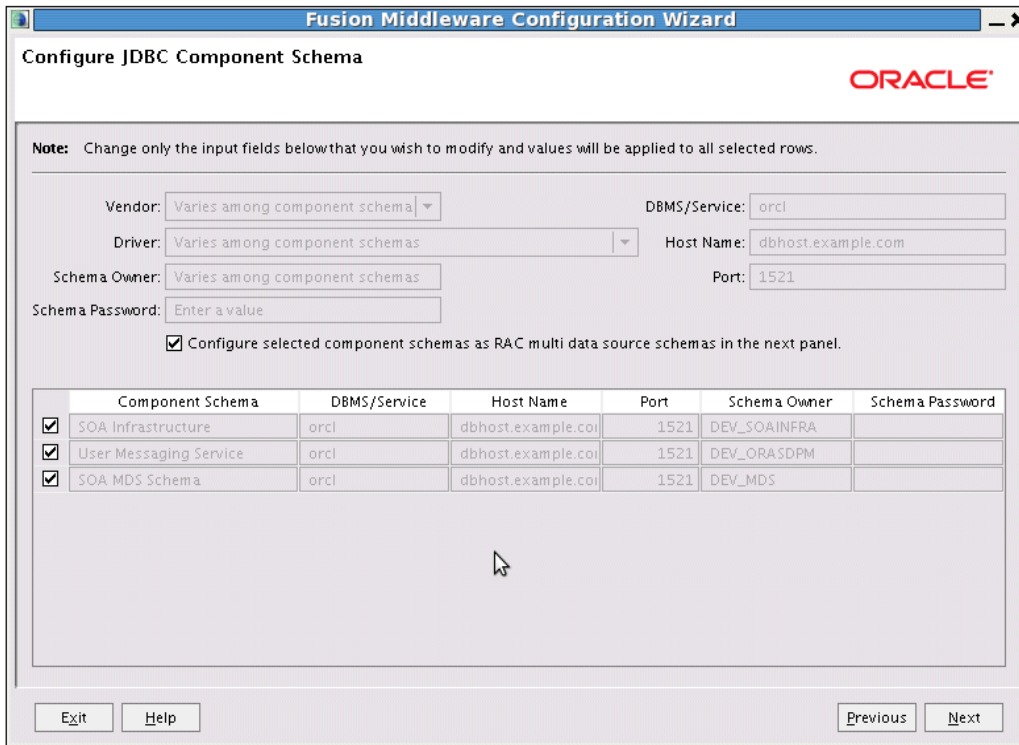 Fusion Middleware Configuration Wizard
Configure JDBC Component Schema
ORACLE
Note: Change only the input fields below that you wish to modify and values will be applied to all selected rows.
Vendor: Varies among component schema DBMS/Service: orcl
Driver: Varies among component schemas Host Name: dbhost.example.com
Schema Owner: Varies among component schemas Port: 1521
Schema Password: Enter a value
Configure selected component schemas as RAC multi data source schemas in the next panel.
Component Schema DBMS/Service Host Name Port Schema Owner Schema Password
SOA Infrastructure orcl dbhost.example.co 1521 DEV_SOAINFRA
User Messaging Service orcl dbhost.example.co 1521 DEV_ORASDPM
SOA MDS Schema orcl dbhost.example.co 1521 DEV_MDS
Exit Help Previous Next